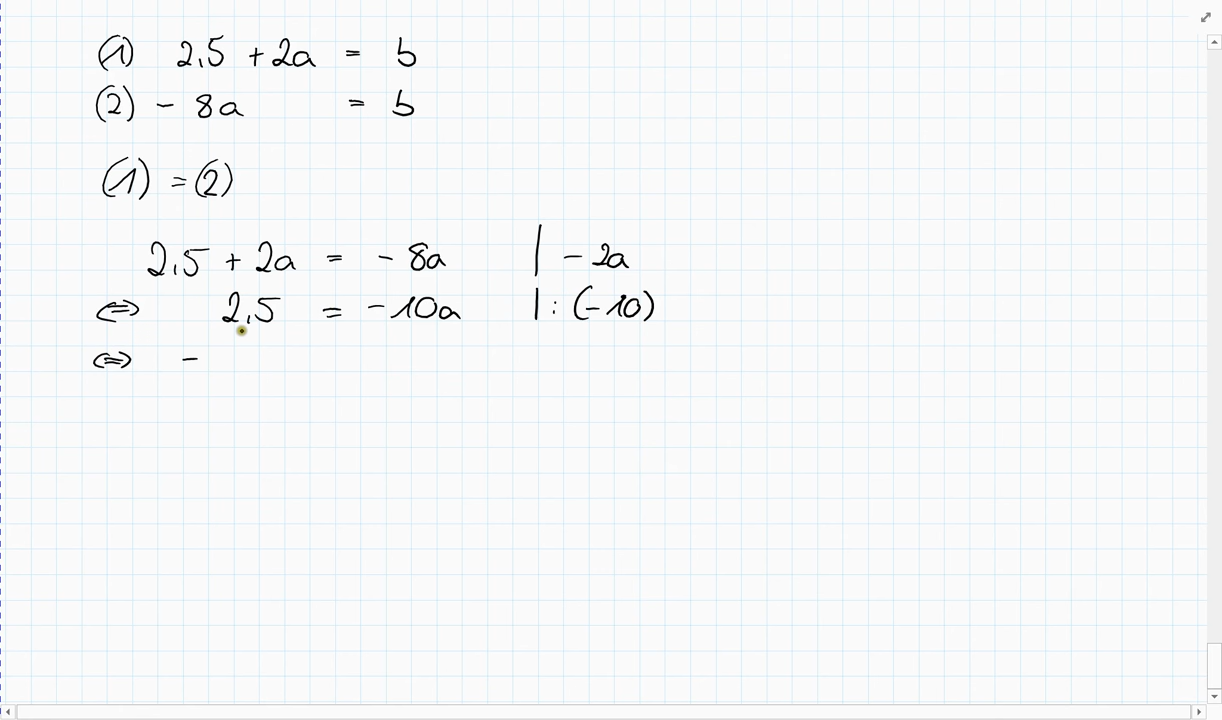 (1) 2,5 + 2a = b
(2) - 8a = b
(1) = (2)
2,5 + 2a = - 8a | - 2a
⇔ 2,5 = -10a | : (-10)
⇔ -